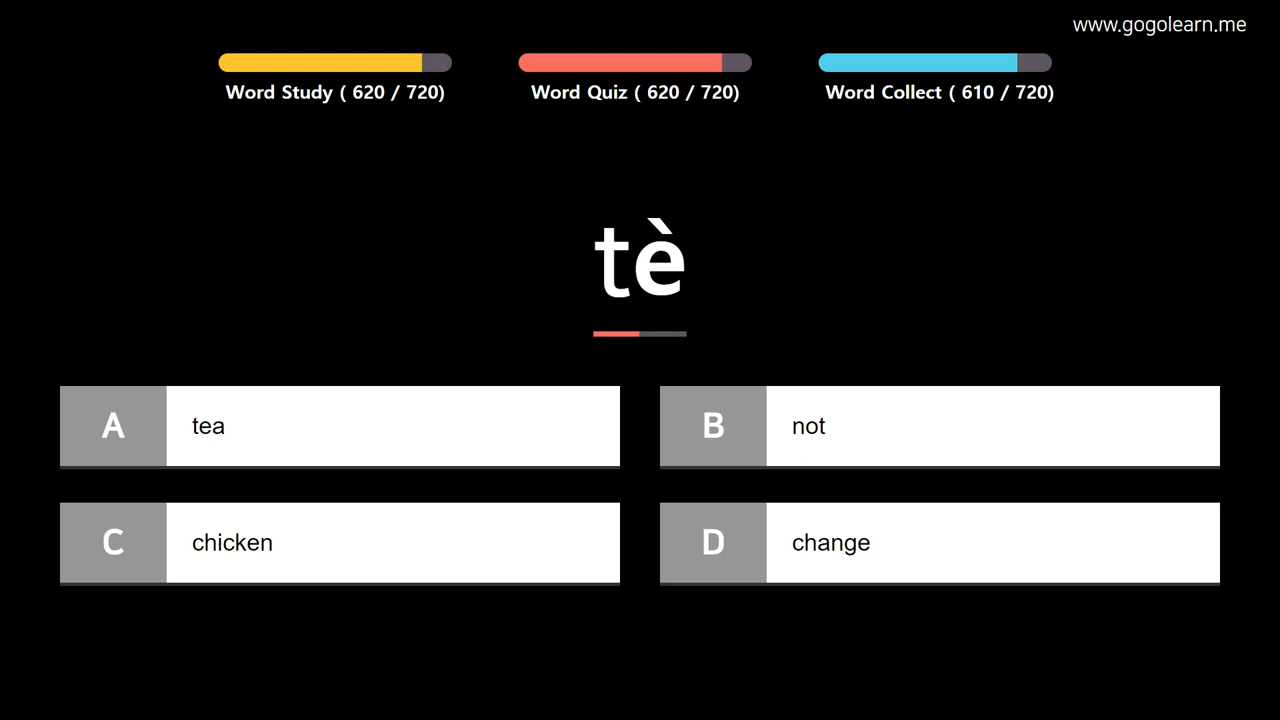 www.gogolearn.me
Word Study ( 620 / 720)
Word Quiz ( 620 / 720)
Word Collect ( 610 / 720)
tè
A tea
B not
C chicken
D change